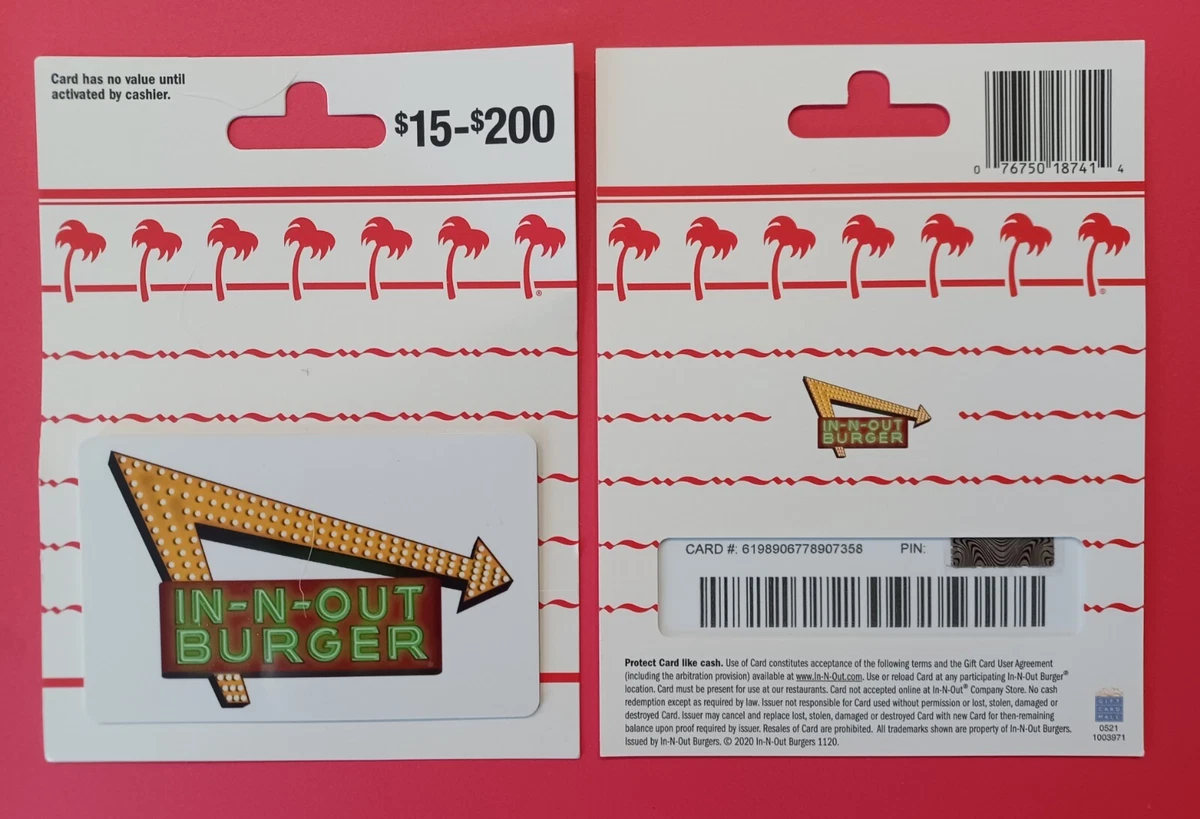 Card has no value until
activated by cashier.
$15-$200
®
IN-N-OUT
BURGER
0 76750 18741 4
®
IN-N-OUT
BURGER
CARD #: 6198906778907358 PIN:
Protect Card like cash. Use of Card constitutes acceptance of the following terms and the Gift Card User Agreement
(including the arbitration provision) available at www.In-N-Out.com. Use or reload Card at any participating In-N-Out Burger®
location. Card must be present for use at our restaurants. Card not accepted online at In-N-Out® Company Store. No cash
redemption except as required by law. Issuer not responsible for Card used without permission or lost, stolen, damaged or
destroyed Card. Issuer may cancel and replace lost, stolen, damaged or destroyed Card with new Card for then-remaining
balance upon proof required by issuer. Resales of Card are prohibited. All trademarks shown are property of In-N-Out Burgers.
Issued by In-N-Out Burgers. © 2020 In-N-Out Burgers 1120.
GIFT
CARD
MALL
0521
1003971